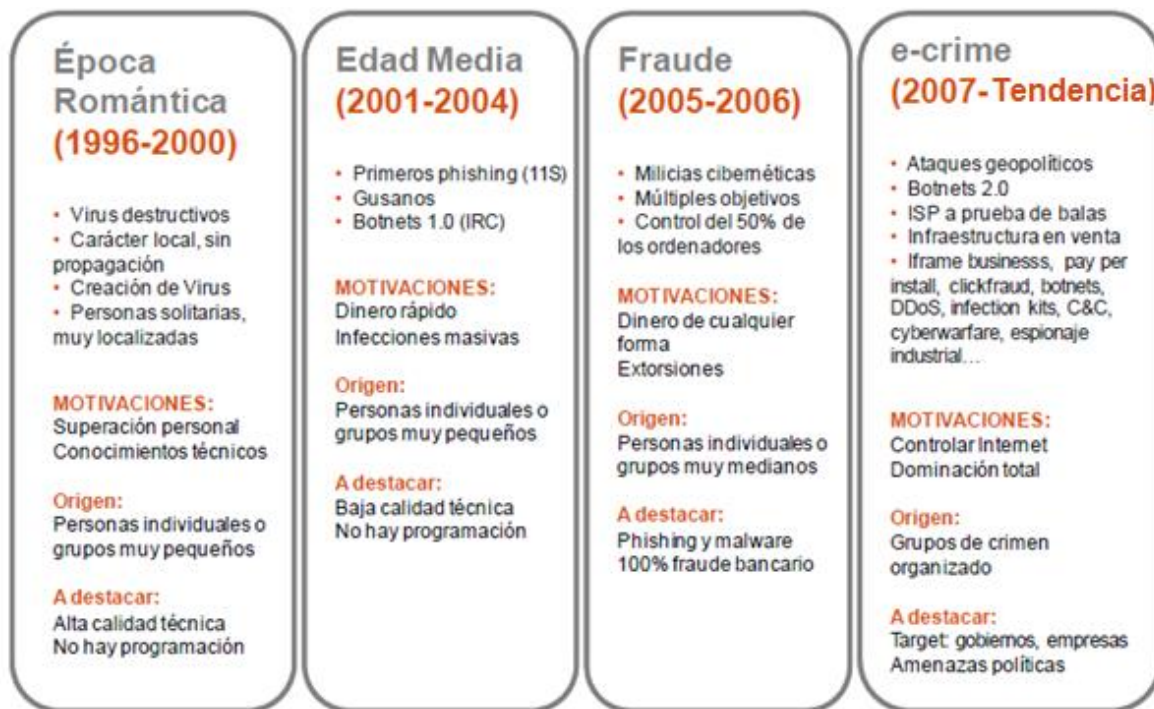 Época
Romántica
(1996-2000)
• Virus destructivos
• Carácter local, sin
propagación
• Creación de Virus
• Personas solitarias,
muy localizadas
MOTIVACIONES:
Superación personal
Conocimientos técnicos
Origen:
Personas individuales o
grupos muy pequeños
A destacar:
Alta calidad técnica
No hay programación
Edad Media
(2001-2004)
• Primeros phishing (11S)
• Gusanos
• Botnets 1.0 (IRC)
MOTIVACIONES:
Dinero rápido
Infecciones masivas
Origen:
Personas individuales o
grupos muy pequeños
A destacar:
Baja calidad técnica
No hay programación
Fraude
(2005-2006)
• Milicias cibernéticas
• Múltiples objetivos
• Control del 50% de
los ordenadores
MOTIVACIONES:
Dinero de cualquier
forma
Extorsiones
Origen:
Personas individuales o
grupos muy medianos
A destacar:
Phishing y malware
100% fraude bancario
e-crime
(2007- Tendencia)
• Ataques geopolíticos
• Botnets 2.0
• ISP a prueba de balas
• Infraestructura en venta
• Iframe businesss, pay per
install, clickfraud, botnets,
DDoS, infection kits, C&C,
cyberwarfare, espionaje
industrial…
MOTIVACIONES:
Controlar Internet
Dominación total
Origen:
Grupos de crimen
organizado
A destacar:
Target: gobiernos, empresas
Amenazas políticas